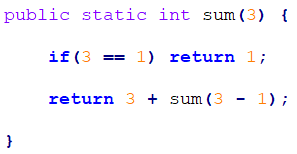 public static int sum(3) {
if(3 == 1) return 1;
return 3 + sum(3 - 1);
}